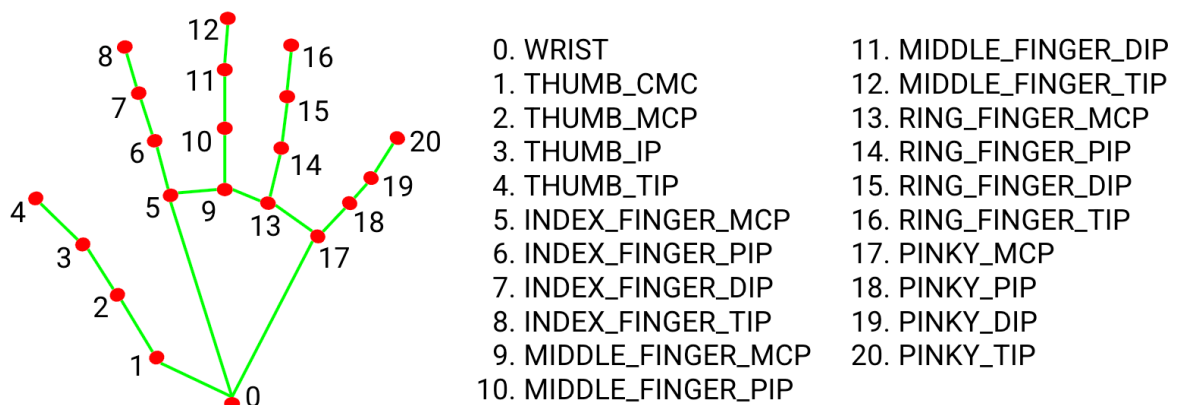 12
8
16
11
7
15
10
20
6
14
19
4
5
9
18
13
3
17
2
1
0
0. WRIST
1. THUMB_CMC
2. THUMB_MCP
3. THUMB_IP
4. THUMB_TIP
5. INDEX_FINGER_MCP
6. INDEX_FINGER_PIP
7. INDEX_FINGER_DIP
8. INDEX_FINGER_TIP
9. MIDDLE_FINGER_MCP
10. MIDDLE_FINGER_PIP
11. MIDDLE_FINGER_DIP
12. MIDDLE_FINGER_TIP
13. RING_FINGER_MCP
14. RING_FINGER_PIP
15. RING_FINGER_DIP
16. RING_FINGER_TIP
17. PINKY_MCP
18. PINKY_PIP
19. PINKY_DIP
20. PINKY_TIP